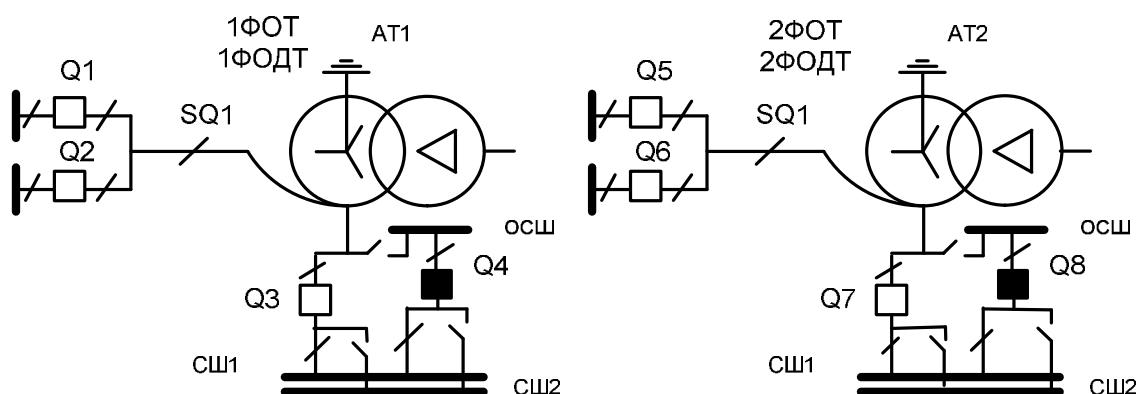 1ФОТ
1ФОДТ
АТ1
Q1
SQ1
Q2
ОСШ
Q4
Q3
СШ1
СШ2
2ФОТ
2ФОДТ
АТ2
Q5
SQ1
Q6
ОСШ
Q8
Q7
СШ1
СШ2